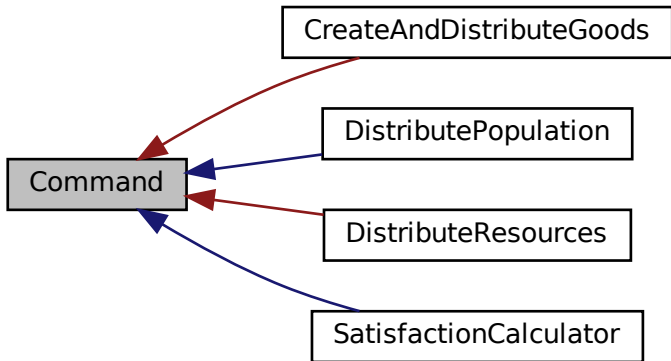 CreateAndDistributeGoods
DistributePopulation
Command
DistributeResources
SatisfactionCalculator